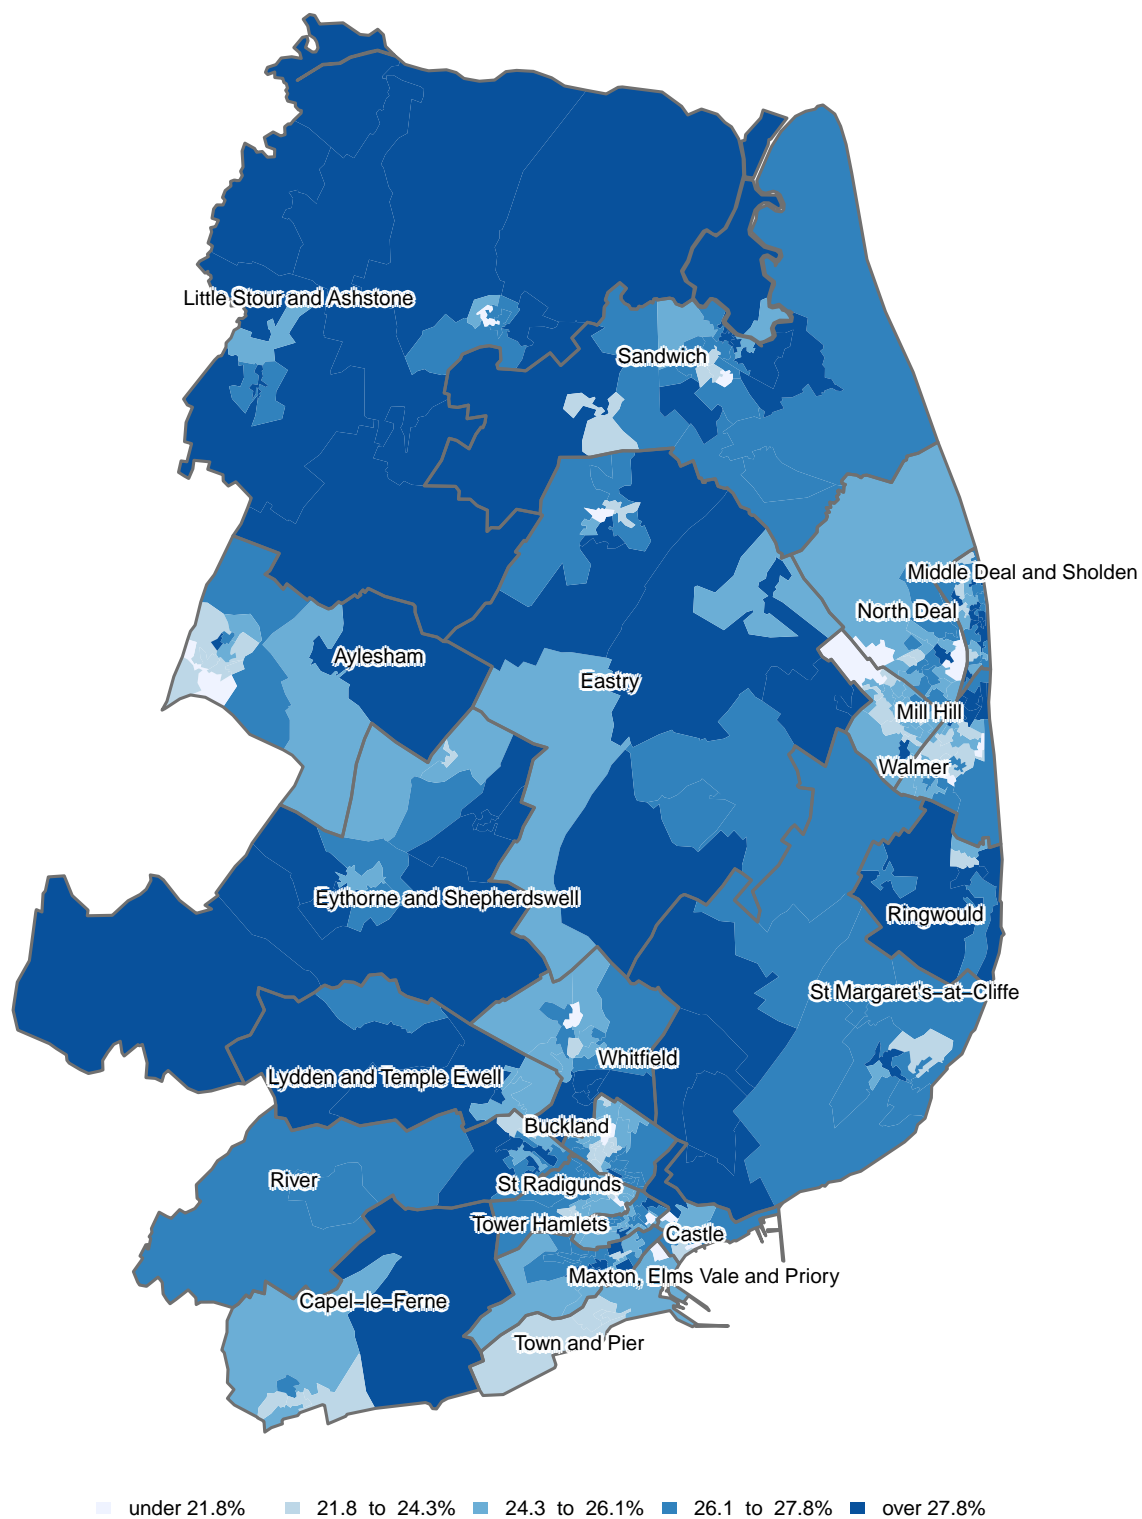 Little Stour and Ashstone
Sandwich
Middle Deal and Sholden
North Deal
Aylesham
Eastry
Mill Hill
Walmer
Eythorne and Shepherdswell
Ringwould
St Margaret's–at–Cliffe
Whitfield
Lydden and Temple Ewell
Buckland
River
St Radigunds
Tower Hamlets
Castle
Maxton, Elms Vale and Priory
Capel–le–Ferne
Town and Pier
under 21.8% 21.8 to 24.3% 24.3 to 26.1% 26.1 to 27.8% over 27.8%